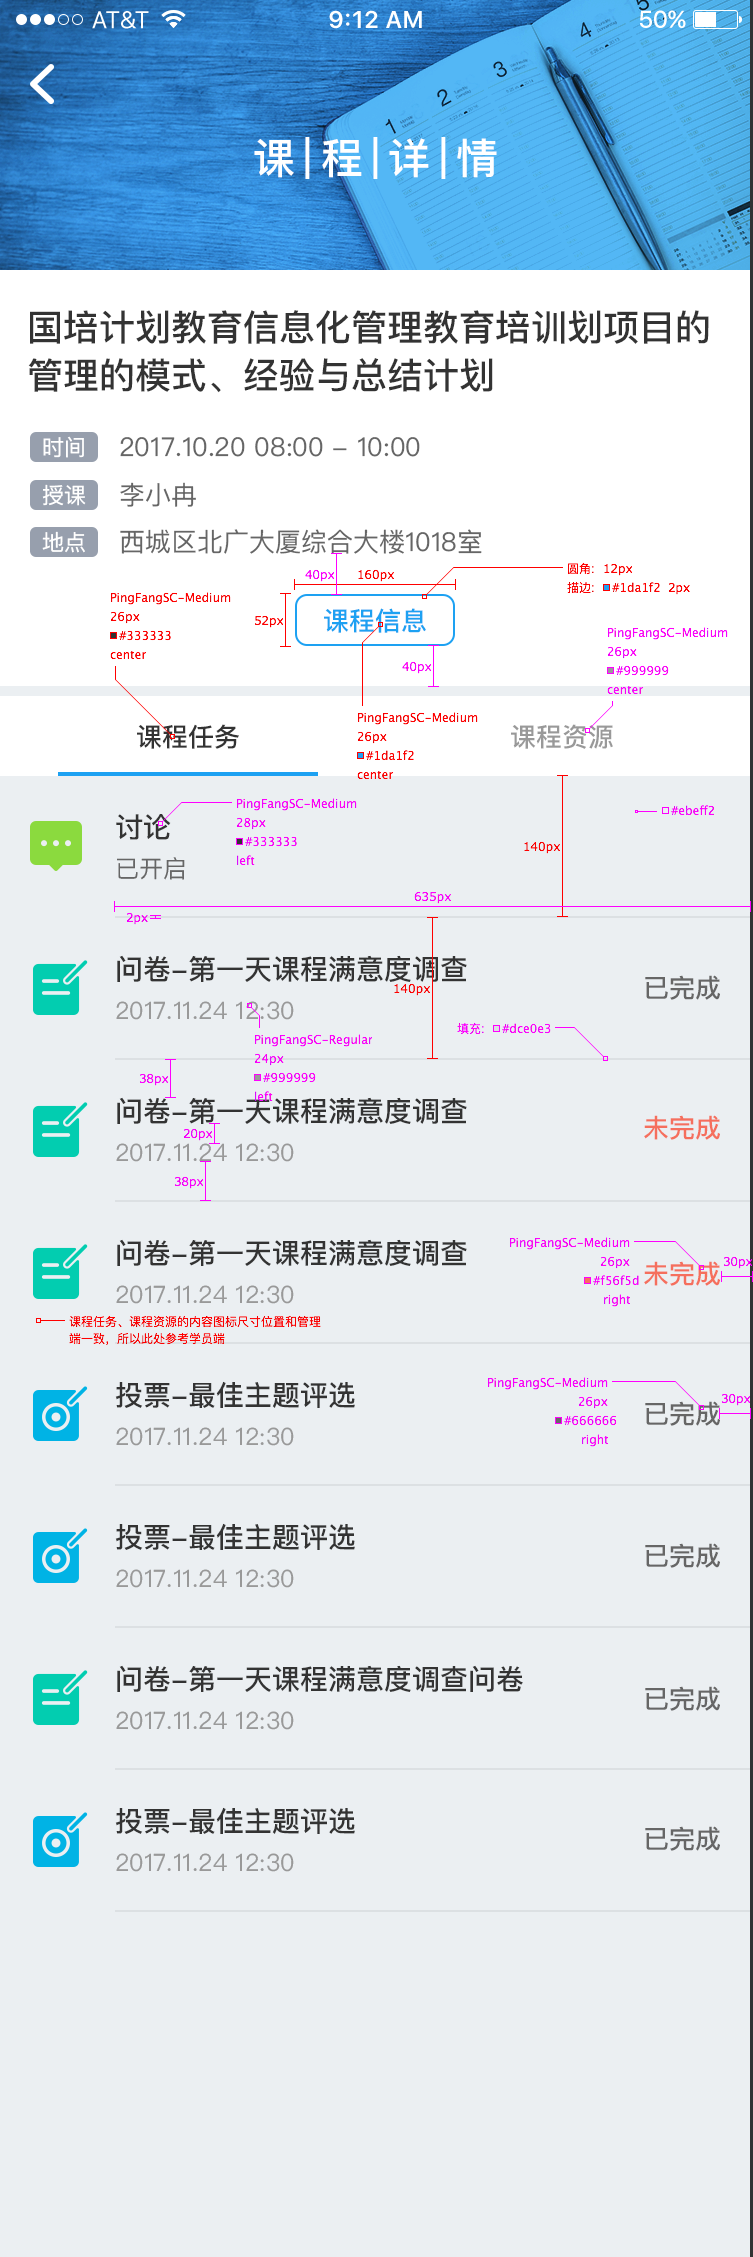 AT&T 9:12 AM 50%
1 2 3 4 5
课|程|详|情
国培计划教育信息化管理教育培训划项目的
管理的模式、经验与总结计划
时间 2017.10.20 08:00 – 10:00
授课 李小冉
地点 西城区北广大厦综合大楼1018室
40px 160px
圆角：12px
描边：#1da1f2 2px
PingFangSC-Medium
26px
#333333
center
52px
课程信息
40px
PingFangSC-Medium
26px
#999999
center
PingFangSC-Medium
26px
#1da1f2
center
课程任务
课程资源
PingFangSC-Medium
28px
#333333
left
#ebeff2
140px
讨论
已开启
635px
2px
问卷–第一天课程满意度调查
2017.11.24 12:30
已完成
140px
PingFangSC-Regular
24px
#999999
left
填充：#dce0e3
38px
问卷–第一天课程满意度调查
20px
2017.11.24 12:30
未完成
38px
问卷–第一天课程满意度调查
2017.11.24 12:30
PingFangSC-Medium
26px
#f56f5d
right
未完成
30px
课程任务、课程资源的内容图标尺寸位置和管理
端一致，所以此处参考学员端
投票–最佳主题评选
2017.11.24 12:30
PingFangSC-Medium
26px
#666666
right
已完成
30px
投票–最佳主题评选
2017.11.24 12:30
已完成
问卷–第一天课程满意度调查问卷
2017.11.24 12:30
已完成
投票–最佳主题评选
2017.11.24 12:30
已完成